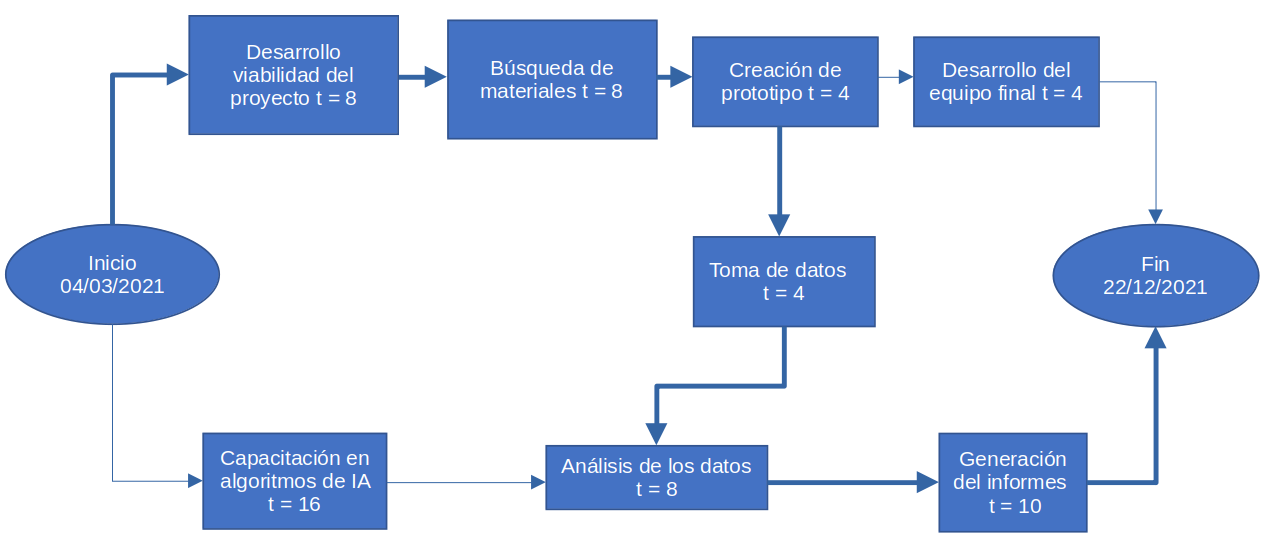 Desarrollo
viabilidad del
proyecto t = 8
Búsqueda de
materiales t = 8
Creación de
prototipo t = 4
Desarrollo del
equipo final t = 4
Inicio
04/03/2021
Toma de datos
t = 4
Fin
22/12/2021
Capacitación en
algoritmos de IA
t = 16
Análisis de los datos
t = 8
Generación
del informes
t = 10